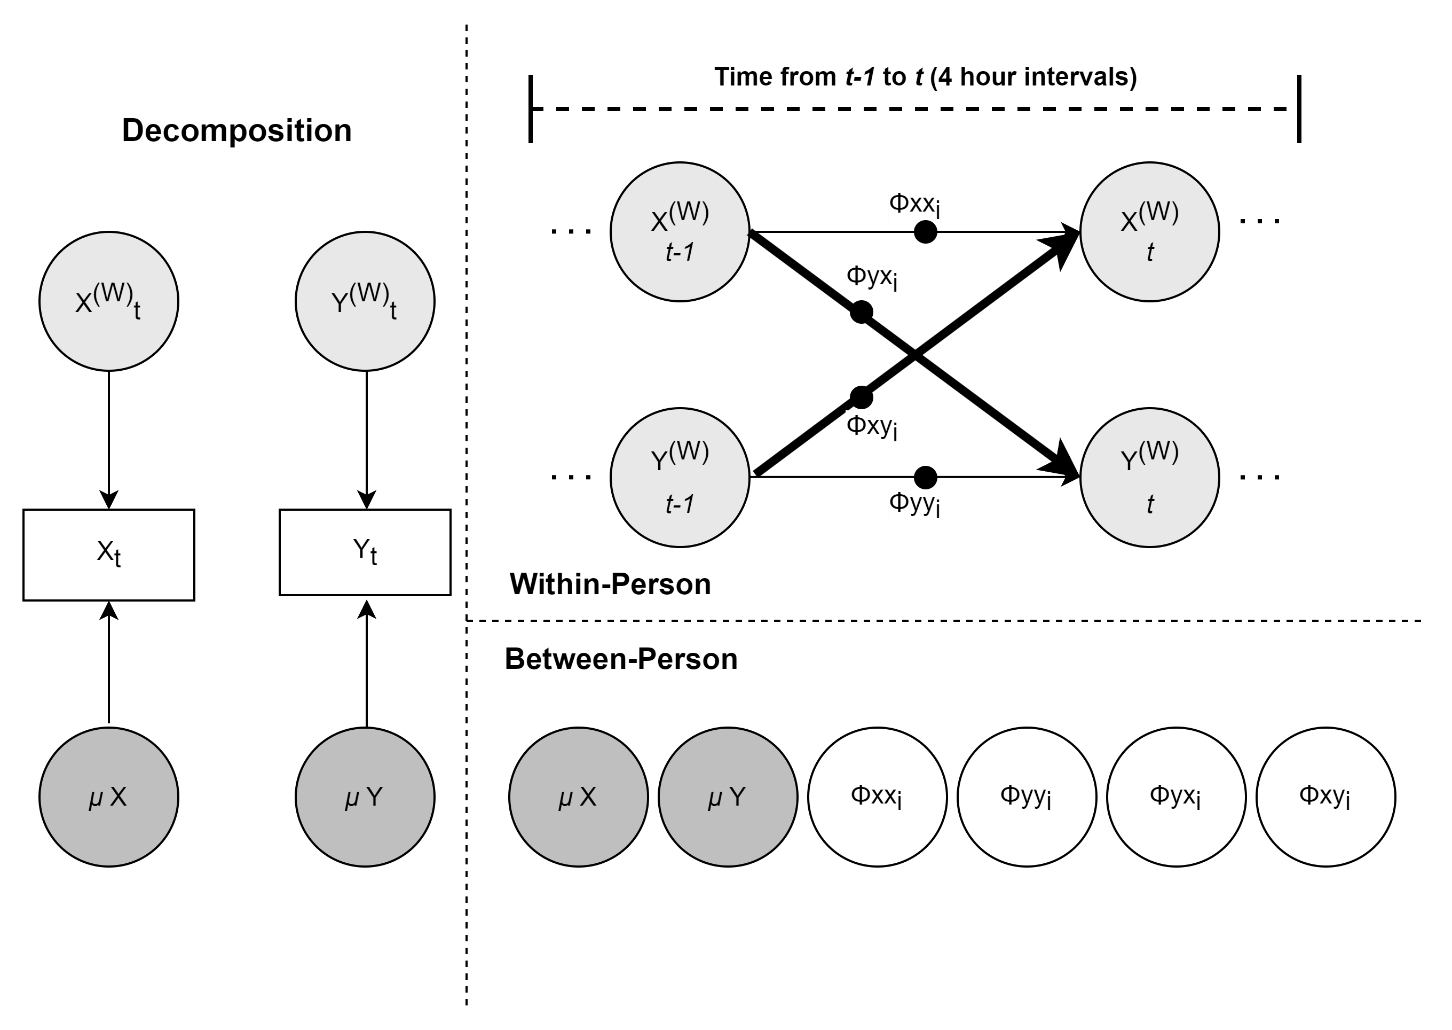 Decomposition
X(W)t
Y(W)t
Xt
Yt
µ X
µ Y
Time from t-1 to t (4 hour intervals)
. . .
X(W)
t-1
Φxxi
X(W)
t
. . .
Φyxi
Φxyi
. . .
Y(W)
t-1
Φyyi
Y(W)
t
. . .
Within-Person
Between-Person
µ X
µ Y
Φxxi
Φyyi
Φyxi
Φxyi